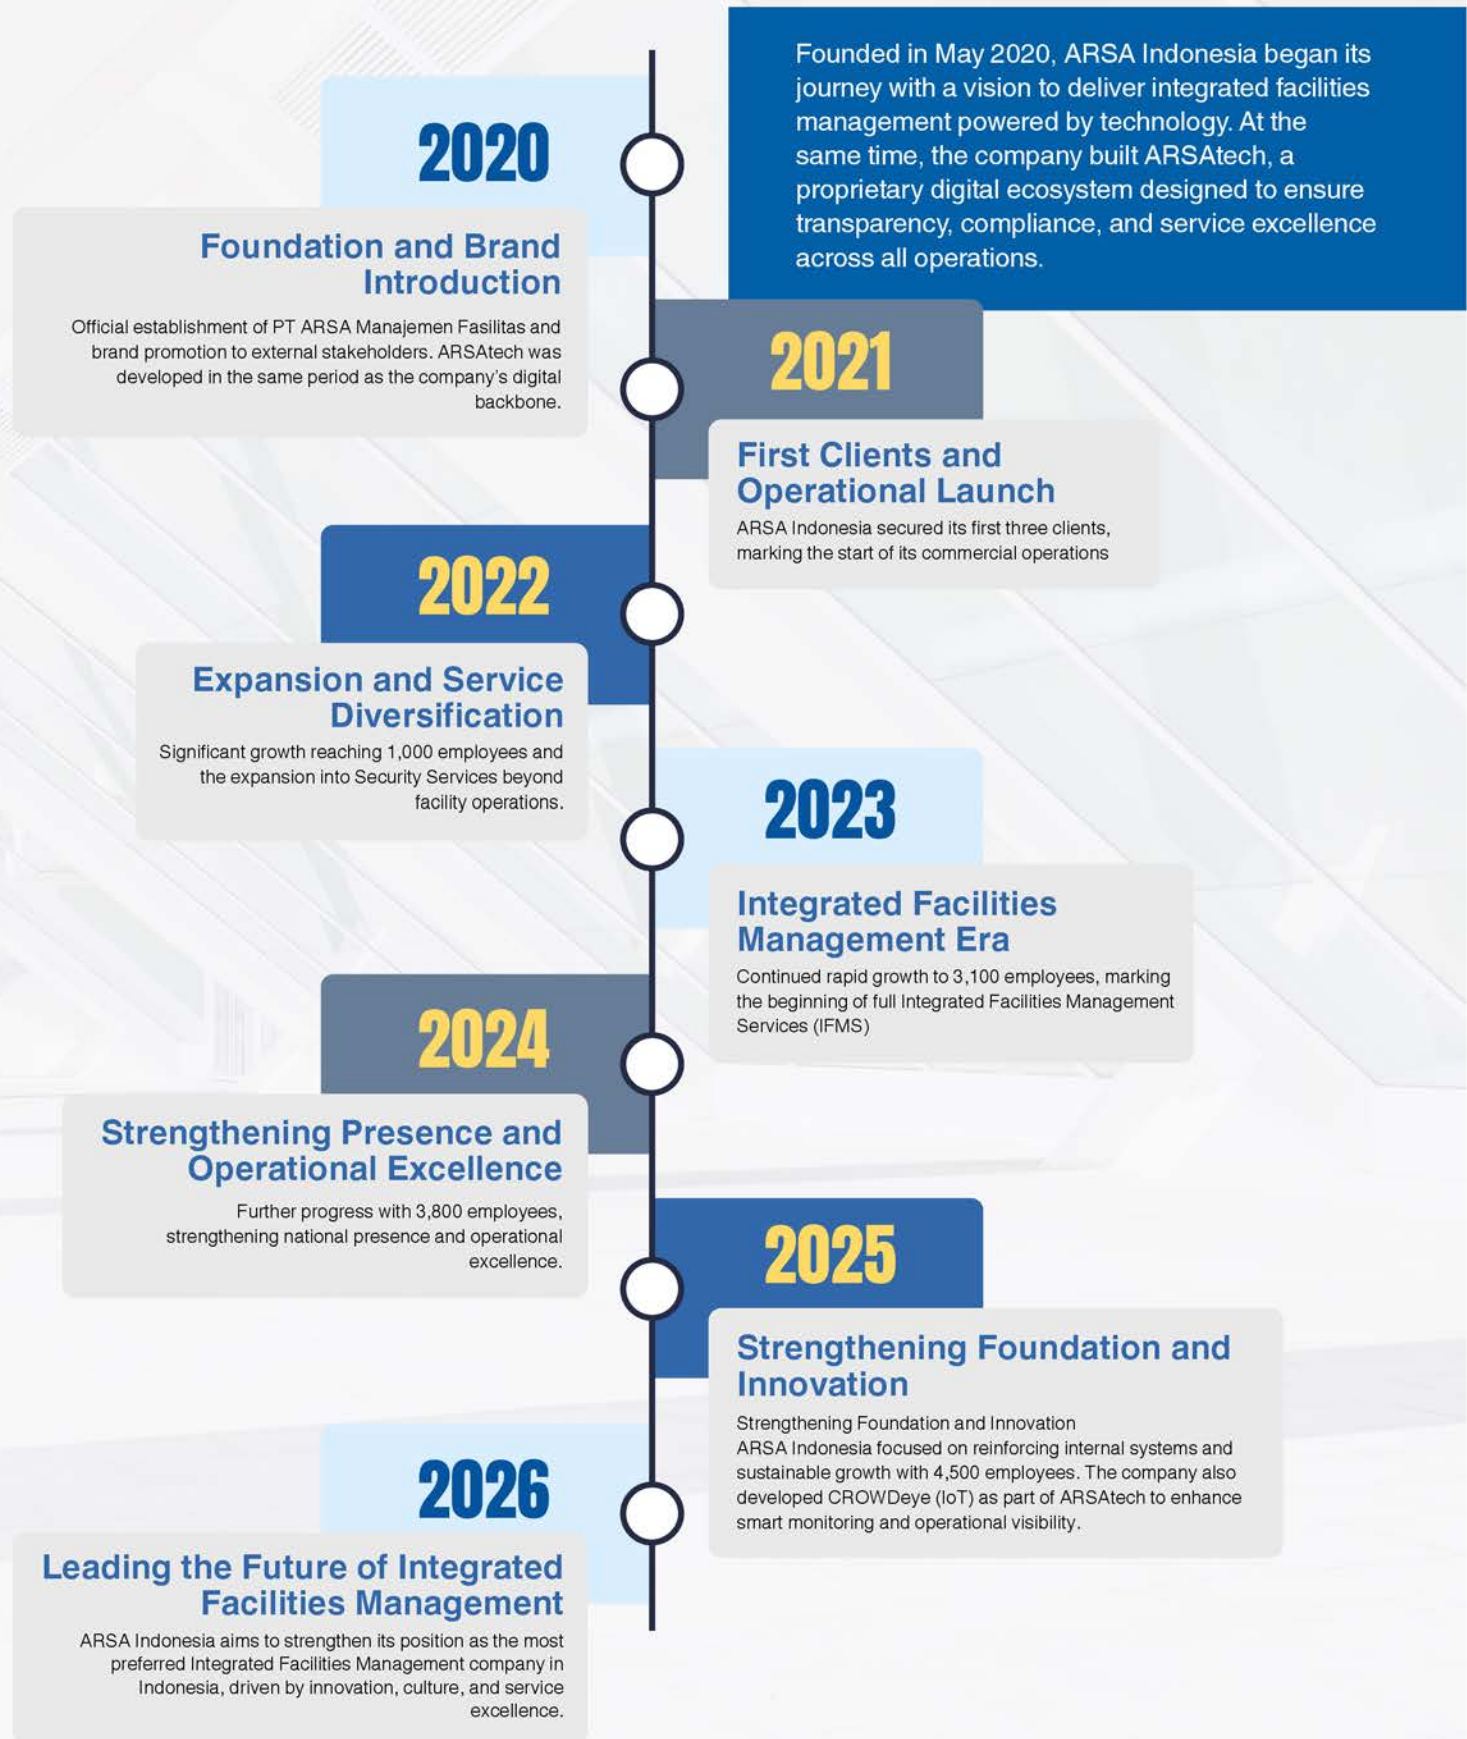 Founded in May 2020, ARSA Indonesia began its
journey with a vision to deliver integrated facilities
management powered by technology. At the
same time, the company built ARSAtech, a
proprietary digital ecosystem designed to ensure
transparency, compliance, and service excellence
across all operations.
2020
Foundation and Brand
Introduction
Official establishment of PT ARSA Manajemen Fasilitas and
brand promotion to external stakeholders. ARSAtech was
developed in the same period as the company's digital
backbone.
2021
First Clients and
Operational Launch
ARSA Indonesia secured its first three clients,
marking the start of its commercial operations
2022
Expansion and Service
Diversification
Significant growth reaching 1,000 employees and
the expansion into Security Services beyond
facility operations.
2023
Integrated Facilities
Management Era
Continued rapid growth to 3,100 employees, marking
the beginning of full Integrated Facilities Management
Services (IFMS)
2024
Strengthening Presence and
Operational Excellence
Further progress with 3,800 employees,
strengthening national presence and operational
excellence.
2025
Strengthening Foundation and
Innovation
Strengthening Foundation and Innovation
ARSA Indonesia focused on reinforcing internal systems and
sustainable growth with 4,500 employees. The company also
developed CROWDeye (IoT) as part of ARSAtech to enhance
smart monitoring and operational visibility.
2026
Leading the Future of Integrated
Facilities Management
ARSA Indonesia aims to strengthen its position as the most
preferred Integrated Facilities Management company in
Indonesia, driven by innovation, culture, and service
excellence.